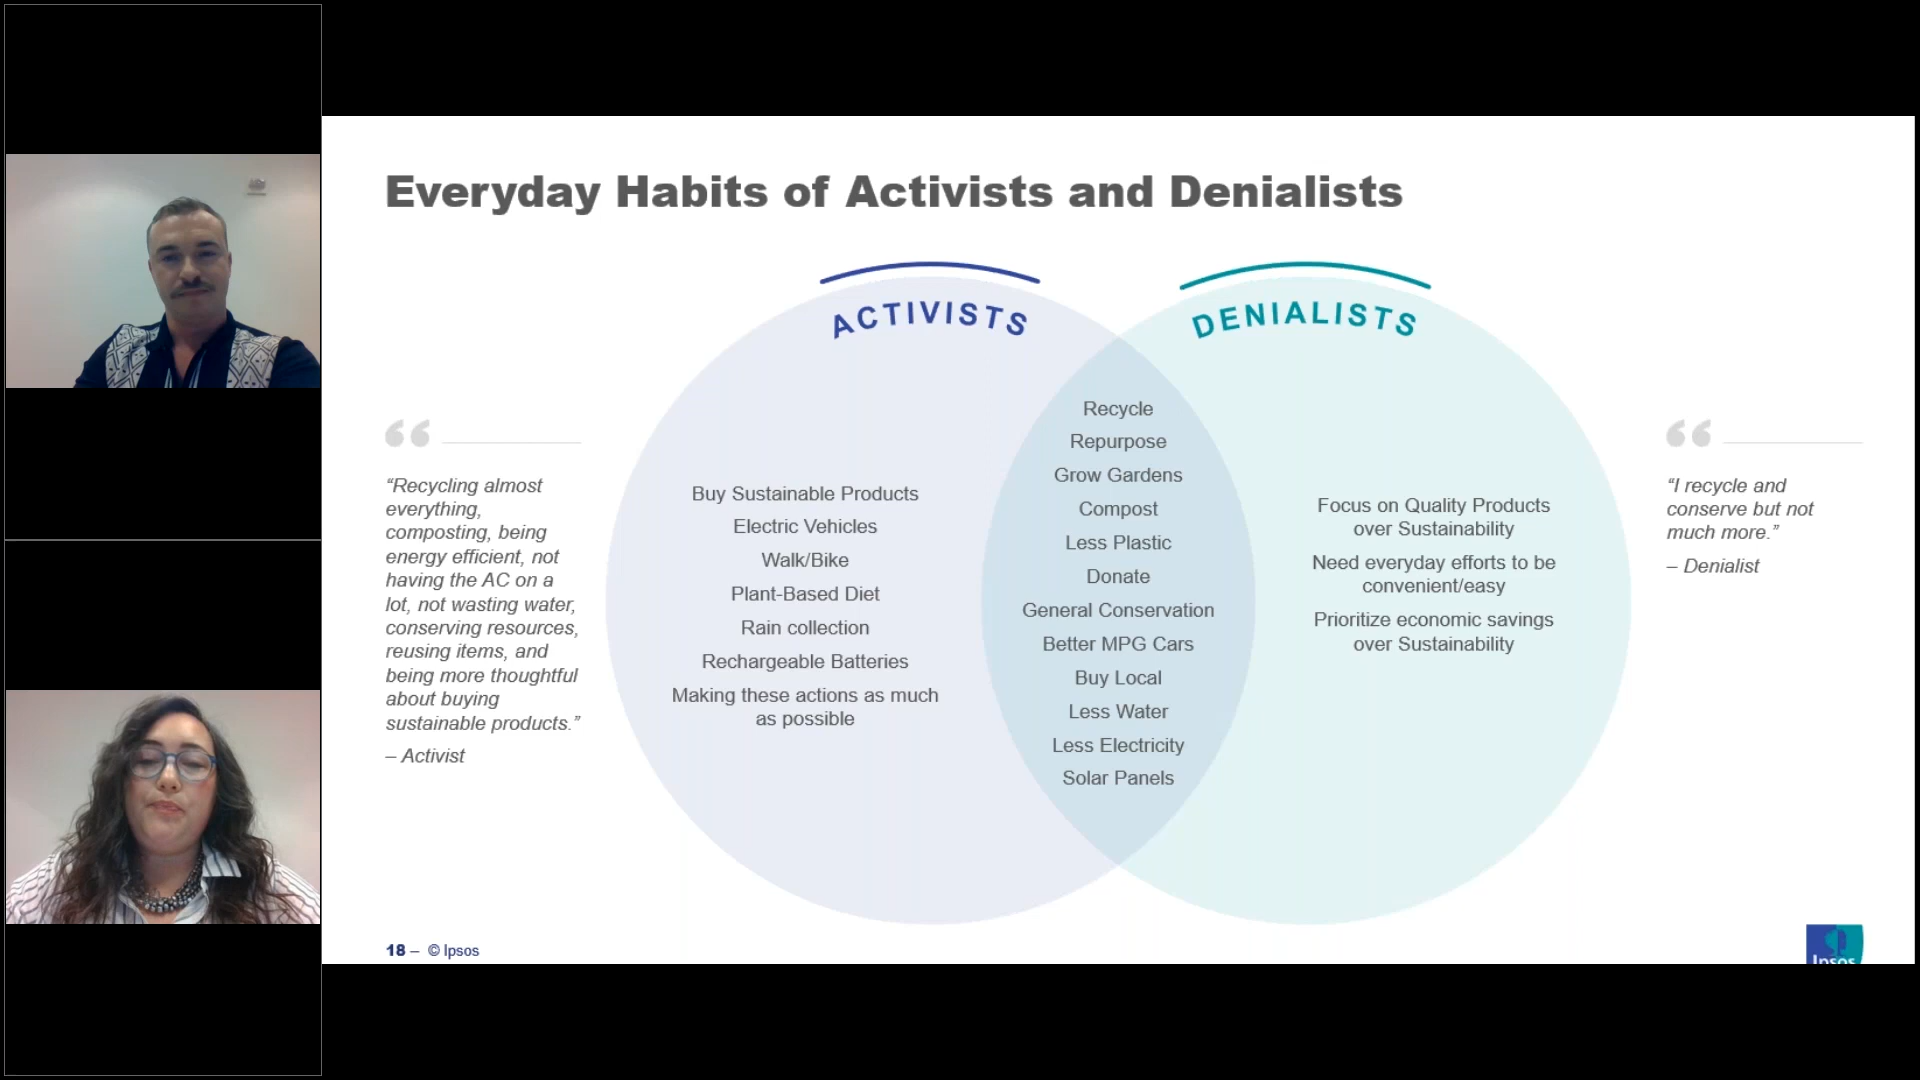 Everyday Habits of Activists and Denialists
ACTIVISTS
DENIALISTS
“Recycling almost
everything,
composting, being
energy efficient, not
having the AC on a
lot, not wasting water,
conserving resources,
reusing items, and
being more thoughtful
about buying
sustainable products.”
– Activist
Buy Sustainable Products
Electric Vehicles
Walk/Bike
Plant-Based Diet
Rain collection
Rechargeable Batteries
Making these actions as much
as possible
Recycle
Repurpose
Grow Gardens
Compost
Less Plastic
Donate
General Conservation
Better MPG Cars
Buy Local
Less Water
Less Electricity
Solar Panels
Focus on Quality Products
over Sustainability
Need everyday efforts to be
convenient/easy
Prioritize economic savings
over Sustainability
“I recycle and
conserve but not
much more.”
– Denialist
18 – © Ipsos
Ipsos